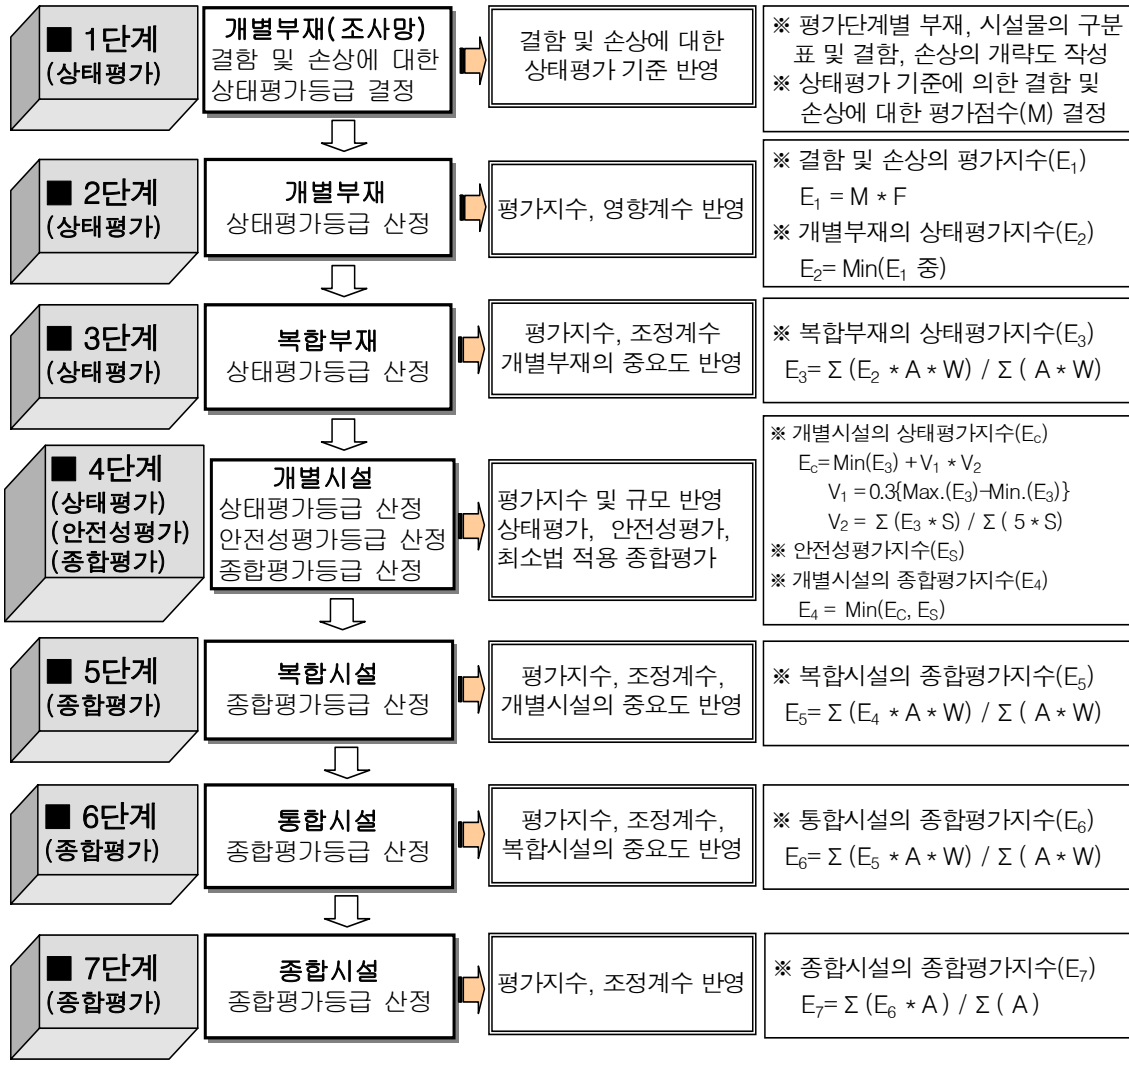 ■ 1단계
(상태평가)
개별부재(조사망)
결함 및 손상에 대한
상태평가등급 결정
결함 및 손상에 대한
상태평가 기준 반영
※ 평가단계별 부재, 시설물의 구분
표 및 결함, 손상의 개략도 작성
※ 상태평가 기준에 의한 결함 및
손상에 대한 평가점수(M) 결정
■ 2단계
(상태평가)
개별부재
상태평가등급 산정
평가지수, 영향계수 반영
※ 결함 및 손상의 평가지수(E₁)
E₁ = M * F
※ 개별부재의 상태평가지수(E₂)
E₂= Min(E₁ 중)
■ 3단계
(상태평가)
복합부재
상태평가등급 산정
평가지수, 조정계수
개별부재의 중요도 반영
※ 복합부재의 상태평가지수(E₃)
E₃= Σ (E₂ * A * W) / Σ ( A * W)
■ 4단계
(상태평가)
(안전성평가)
(종합평가)
개별시설
상태평가등급 산정
안전성평가등급 산정
종합평가등급 산정
평가지수 및 규모 반영
상태평가, 안전성평가,
최소법 적용 종합평가
※ 개별시설의 상태평가지수(E_c)
E_c=Min(E₃) +V₁ * V₂
V₁ =0.3{Max.(E₃)-Min.(E₃)}
V₂ = Σ (E₃ * S) / Σ ( 5 * S)
※ 안전성평가지수(E_S)
※ 개별시설의 종합평가지수(E₄)
E₄ = Min(E_C, E_S)
■ 5단계
(종합평가)
복합시설
종합평가등급 산정
평가지수, 조정계수,
개별시설의 중요도 반영
※ 복합시설의 종합평가지수(E₅)
E₅= Σ (E₄ * A * W) / Σ ( A * W)
■ 6단계
(종합평가)
통합시설
종합평가등급 산정
평가지수, 조정계수,
복합시설의 중요도 반영
※ 통합시설의 종합평가지수(E₆)
E₆= Σ (E₅ * A * W) / Σ ( A * W)
■ 7단계
(종합평가)
종합시설
종합평가등급 산정
평가지수, 조정계수 반영
※ 종합시설의 종합평가지수(E₇)
E₇= Σ (E₆ * A ) / Σ ( A )